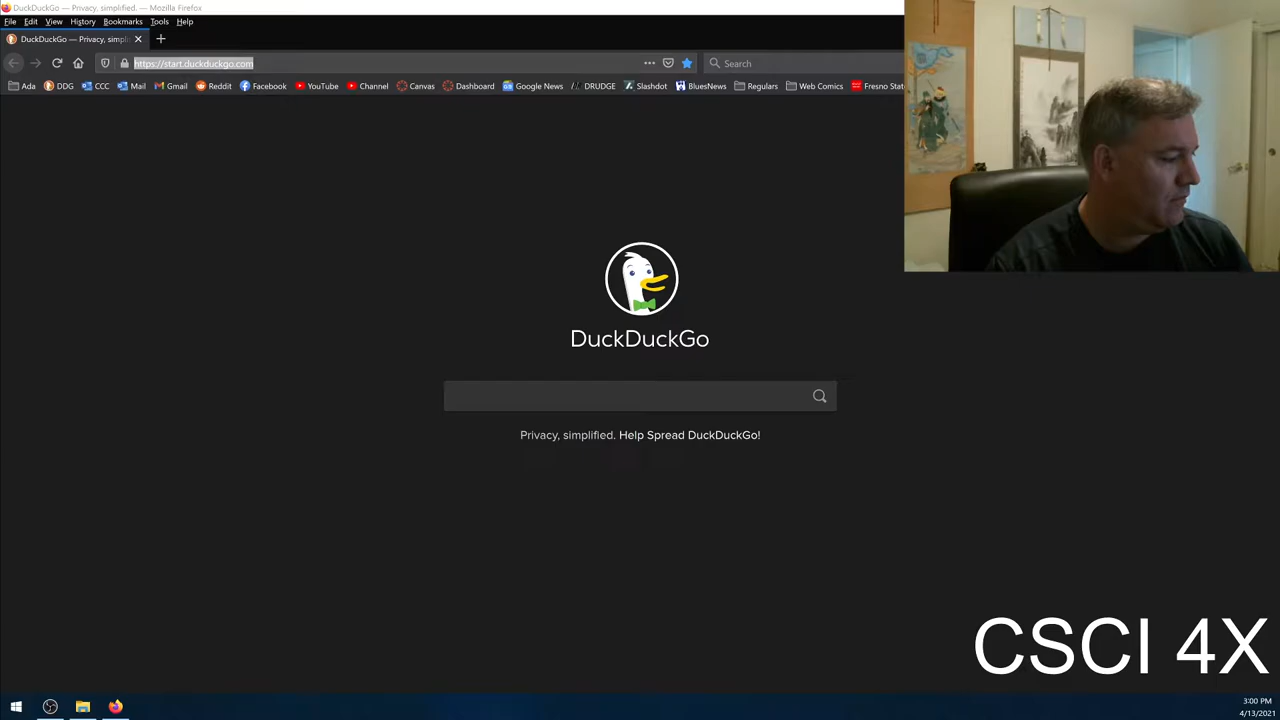 DuckDuckGo — Privacy, simplified. — Mozilla Firefox
File Edit View History Bookmarks Tools Help
DuckDuckGo — Privacy, simpli
https://start.duckduckgo.com
Search
Ada DDG CCC Mail Gmail Reddit Facebook YouTube Channel Canvas Dashboard Google News DRUDGE Slashdot BluesNews Regulars Web Comics Fresno Stat
DuckDuckGo
Privacy, simplified. Help Spread DuckDuckGo!
CSCI 4X
3:00 PM
4/13/2021